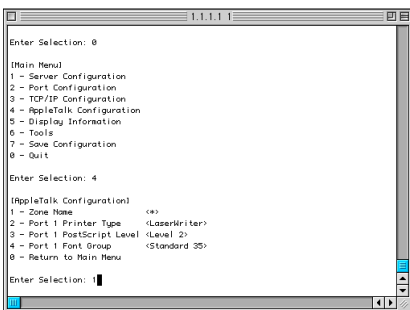 1.1.1.1 1
Enter Selection: 0
[Main Menu]
1 - Server Configuration
2 - Port Configuration
3 - TCP/IP Configuration
4 - AppleTalk Configuration
5 - Display Information
6 - Tools
7 - Save Configuration
0 - Quit
Enter Selection: 4
[AppleTalk Configuration]
1 - Zone Name <*>
2 - Port 1 Printer Type <LaserWriter>
3 - Port 1 PostScript Level <Level 2>
4 - Port 1 Font Group <Standard 35>
0 - Return to Main Menu
Enter Selection: 1